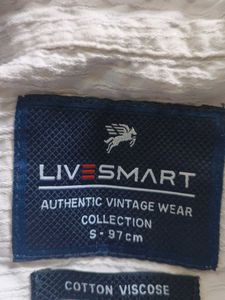 LIVESMART
AUTHENTIC VINTAGE WEAR
COLLECTION
S - 97cm
COTTON VISCOSE